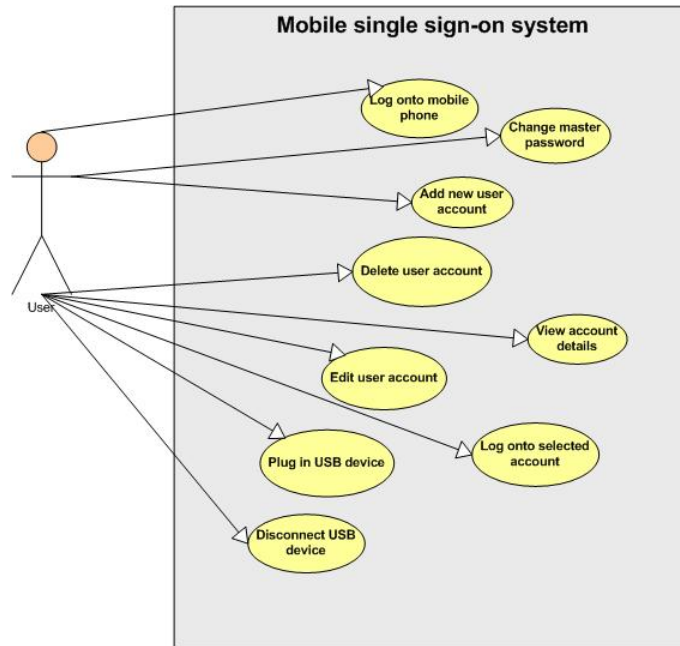 Mobile single sign-on system
Log onto mobile
phone
Change master
password
Add new user
account
Delete user account
User
View account
details
Edit user account
Log onto selected
account
Plug in USB device
Disconnect USB
device